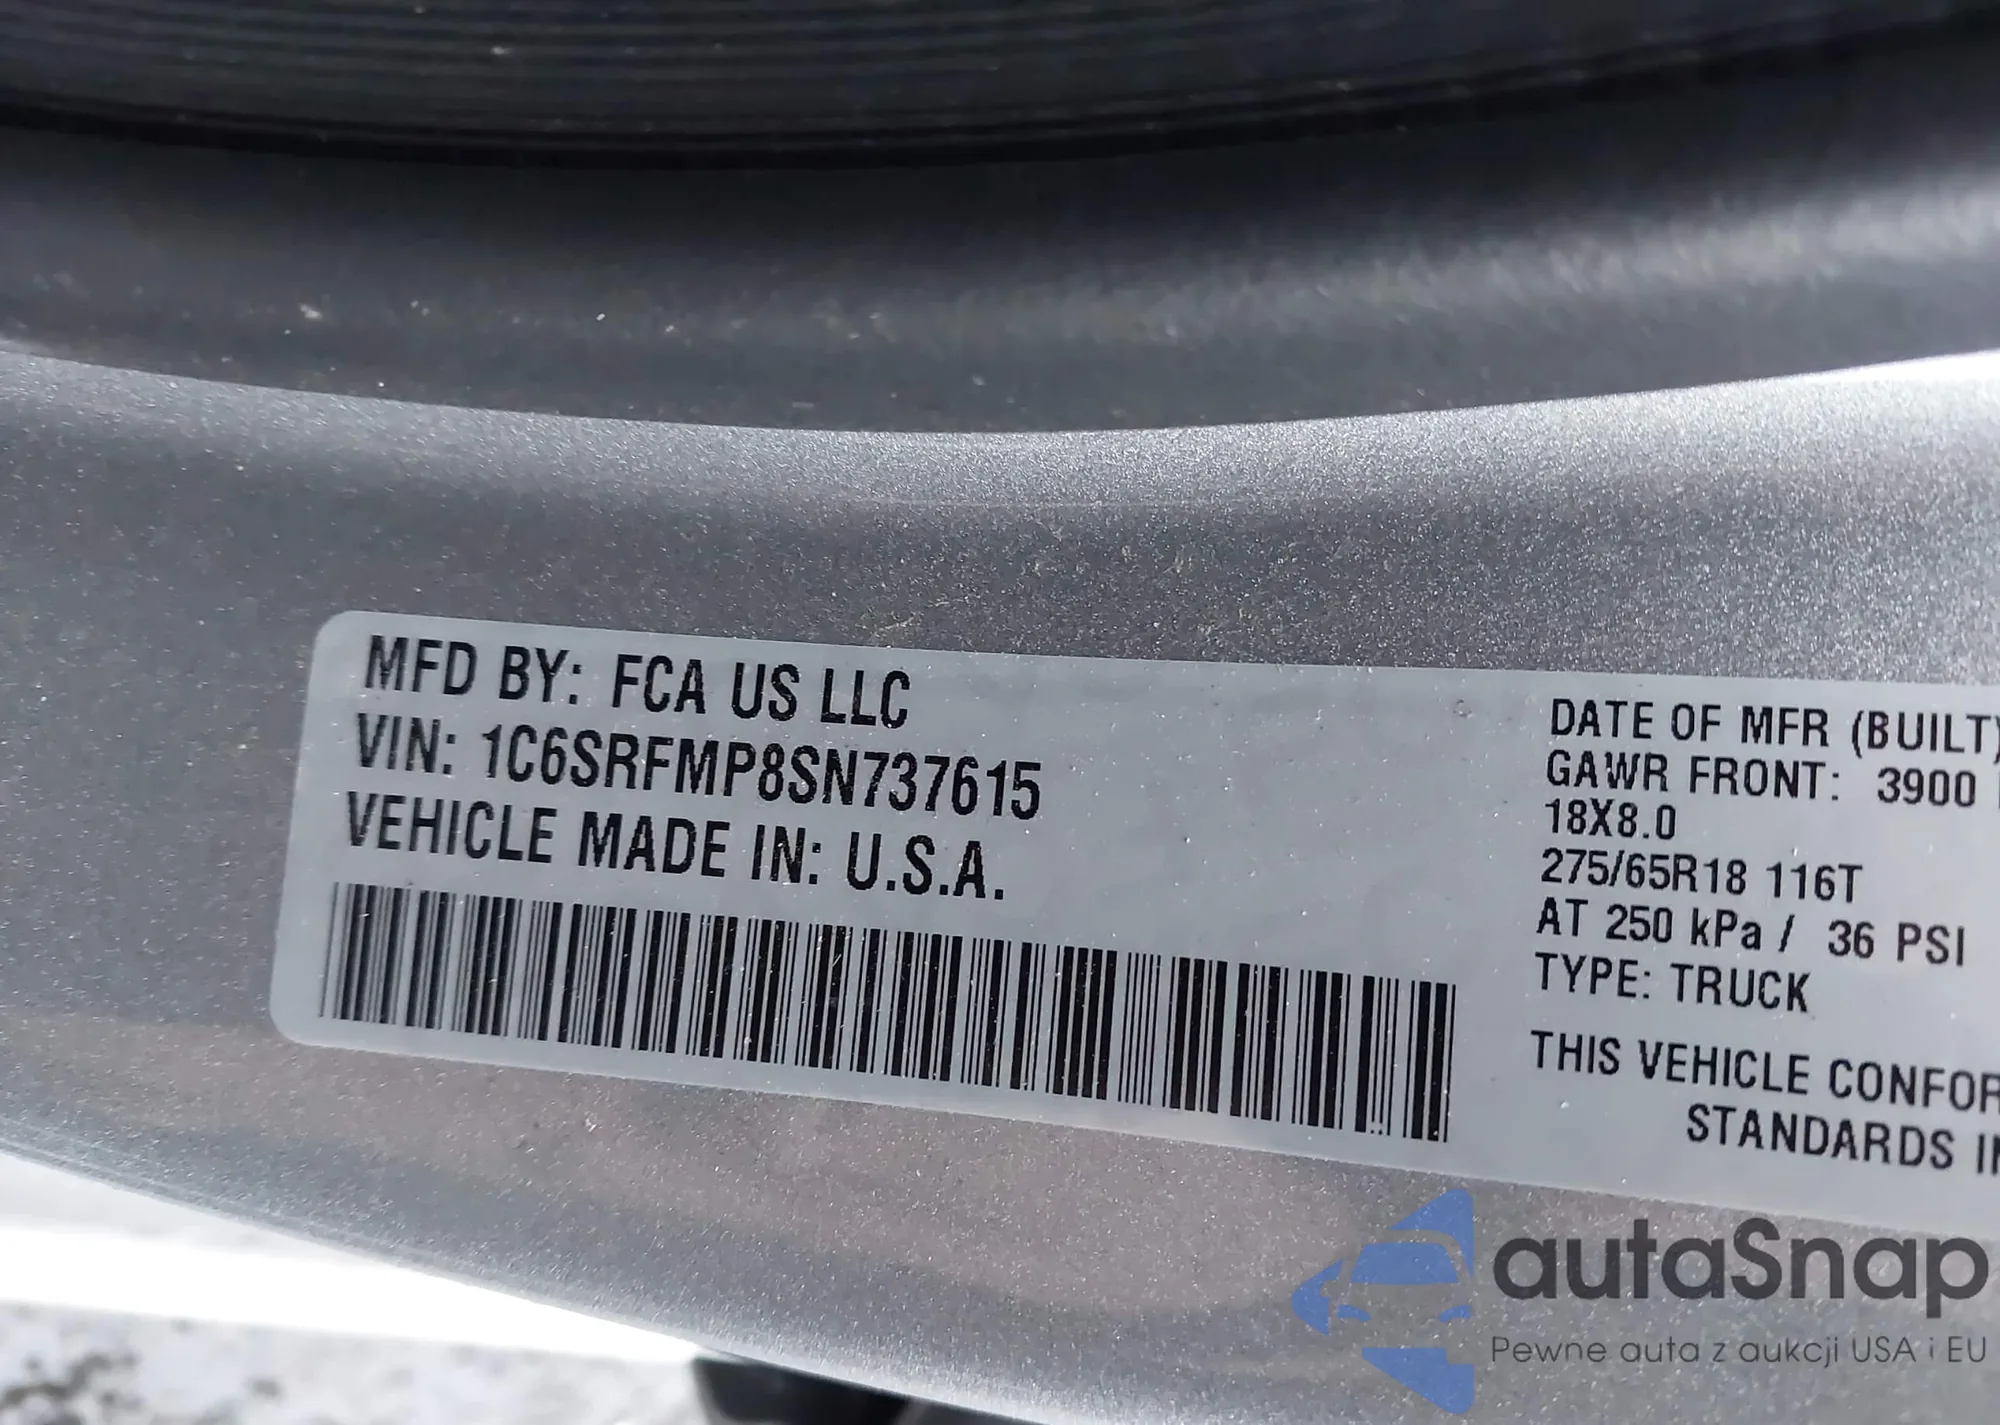 MFD BY: FCA US LLC
VIN: 1C6SRFMP8SN737615
VEHICLE MADE IN: U.S.A.
DATE OF MFR (BUILT)
GAWR FRONT: 3900
18X8.0
275/65R18 116T
AT 250 kPa / 36 PSI
TYPE: TRUCK
THIS VEHICLE CONFOR
STANDARDS IN
autaSnap
Pewne auta z aukcji USA i EU